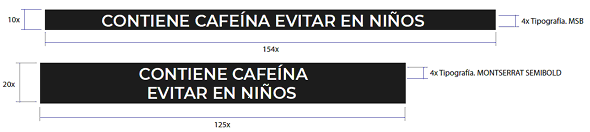 10x
CONTIENE CAFEÍNA EVITAR EN NIÑOS
4x Tipografía. MSB
154x
20x
CONTIENE CAFEÍNA
EVITAR EN NIÑOS
4x Tipografía. MONTSERRAT SEMIBOLD
125x